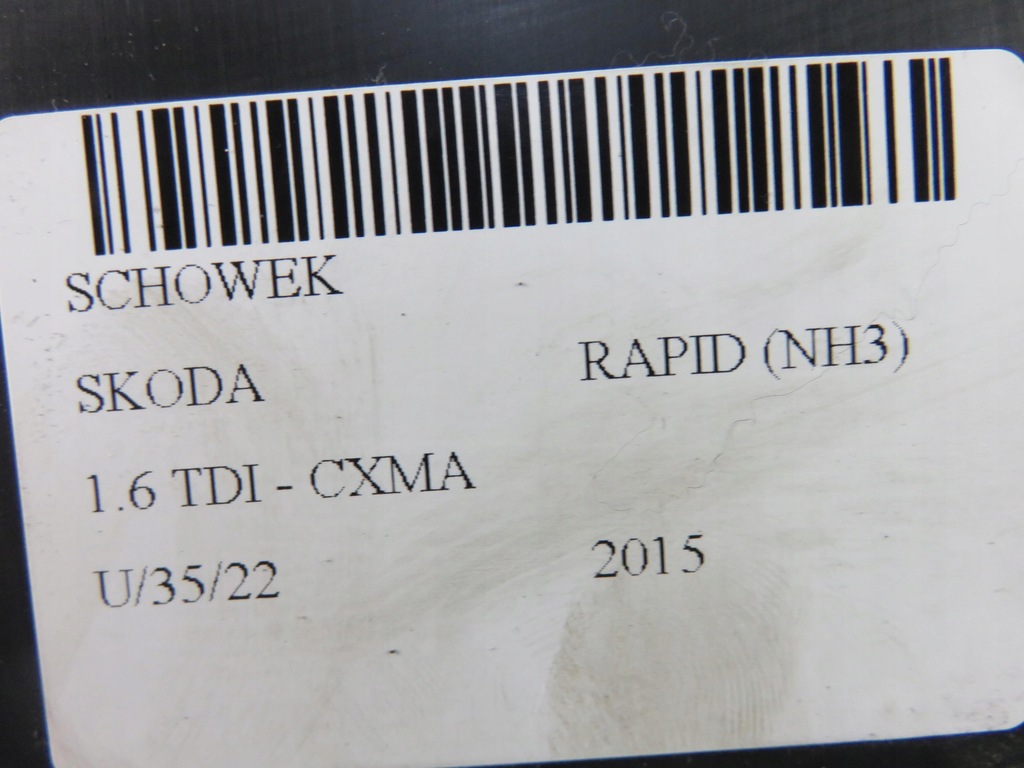 SCHOWEK
SKODA RAPID (NH3)
1.6 TDI - CXMA
U/35/22 2015